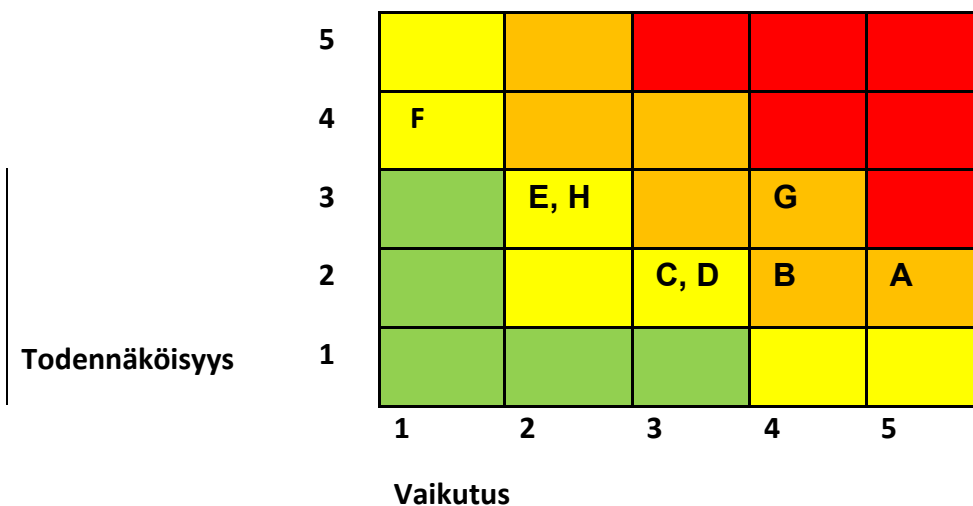 5
4 F
3 E, H G
2 C, D B A
Todennäköisyys 1
1 2 3 4 5
Vaikutus